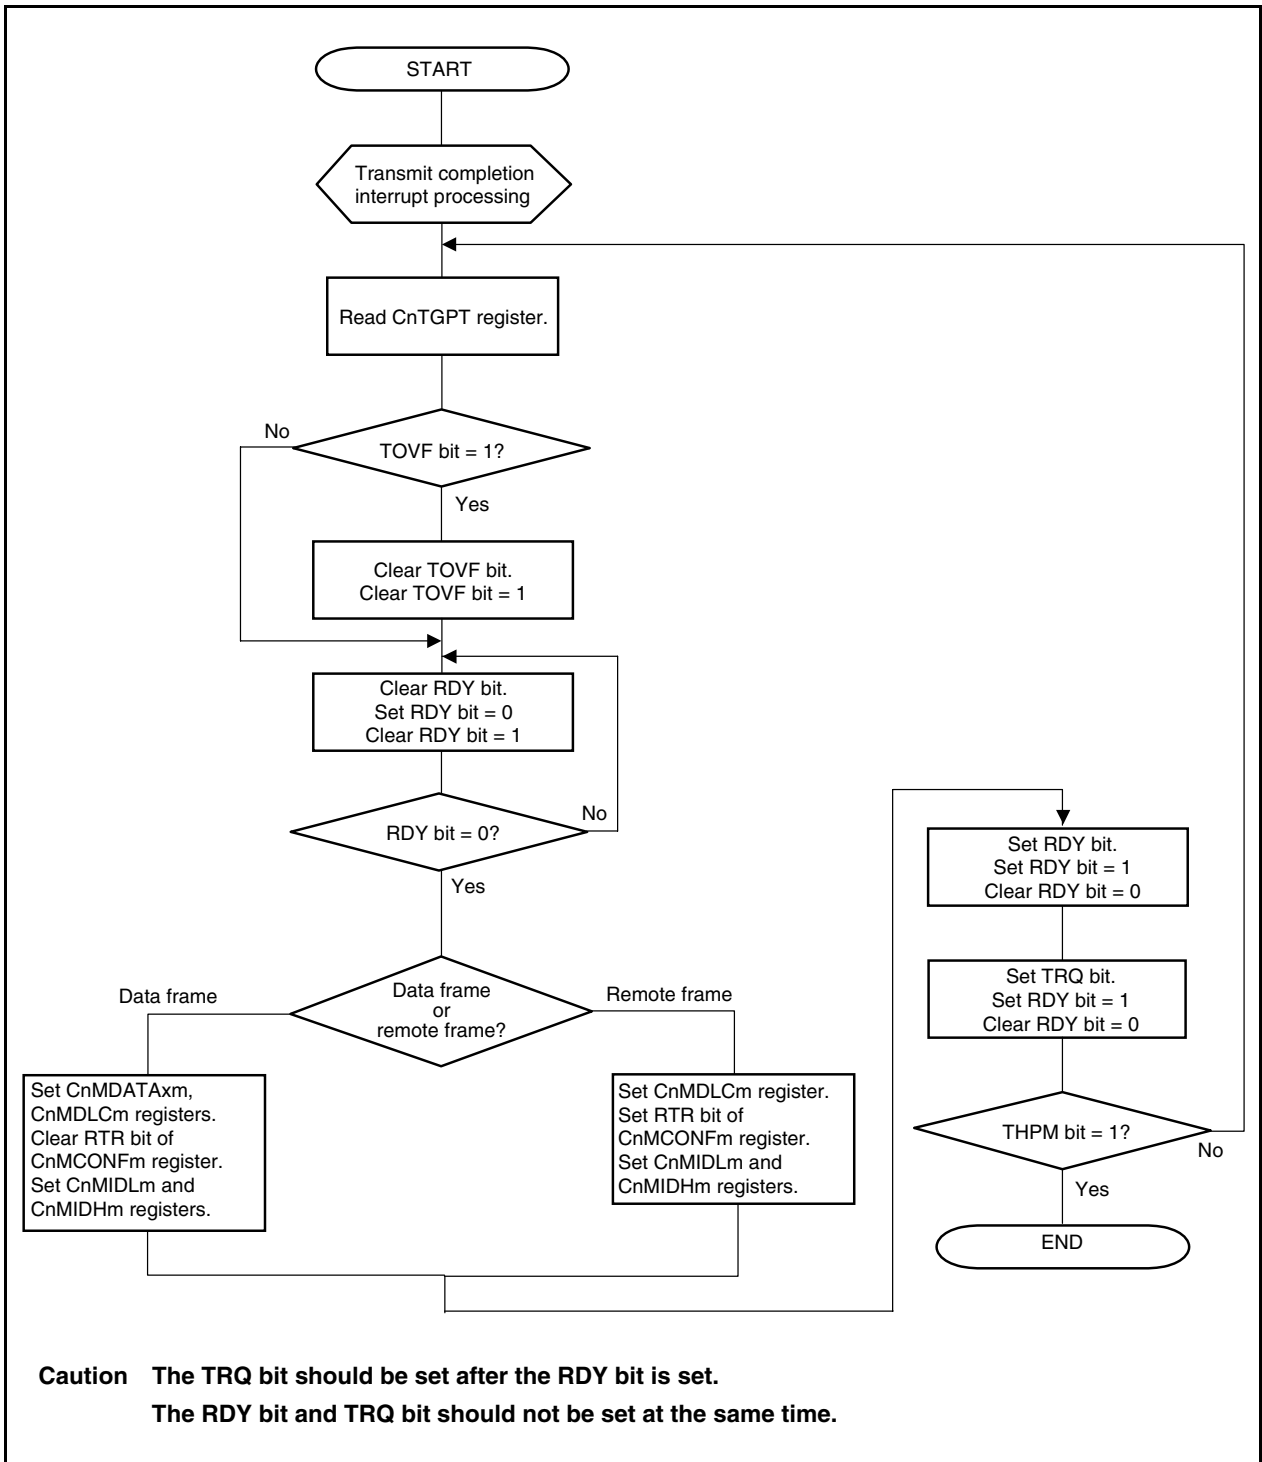 START
Transmit completion
interrupt processing
Read CnTGPT register.
No
TOVF bit = 1?
Yes
Clear TOVF bit.
Clear TOVF bit = 1
Clear RDY bit.
Set RDY bit = 0
Clear RDY bit = 1
No
RDY bit = 0?
Yes
Data frame
Data frame
or
remote frame?
Remote frame
Set CnMDATAxm,
CnMDLCm registers.
Clear RTR bit of
CnMCONFm register.
Set CnMIDLm and
CnMIDHm registers.
Set CnMDLCm register.
Set RTR bit of
CnMCONFm register.
Set CnMIDLm and
CnMIDHm registers.
Set RDY bit.
Set RDY bit = 1
Clear RDY bit = 0
Set TRQ bit.
Set RDY bit = 1
Clear RDY bit = 0
THPM bit = 1?
No
Yes
END
Caution The TRQ bit should be set after the RDY bit is set.
The RDY bit and TRQ bit should not be set at the same time.